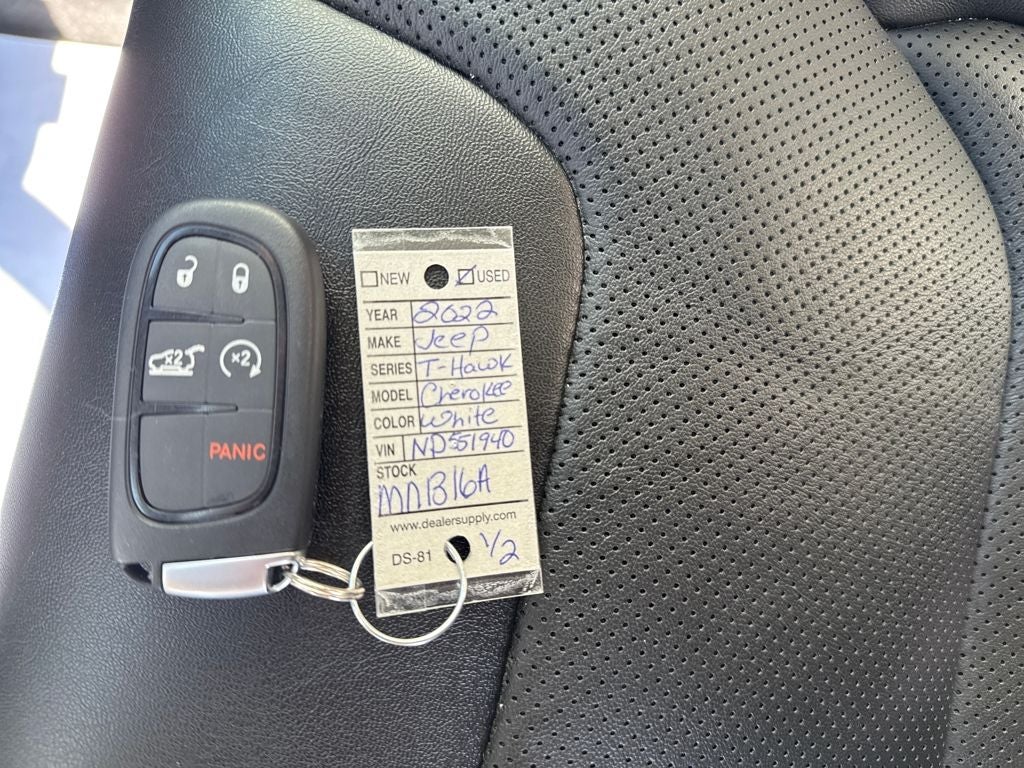 x2
x2
PANIC
NEW USED
YEAR 2022
MAKE Jeep
SERIES T-Hawk
MODEL Cherokee
COLOR White
VIN ND551940
STOCK
www.dealersupply.com
DS-81 1/2